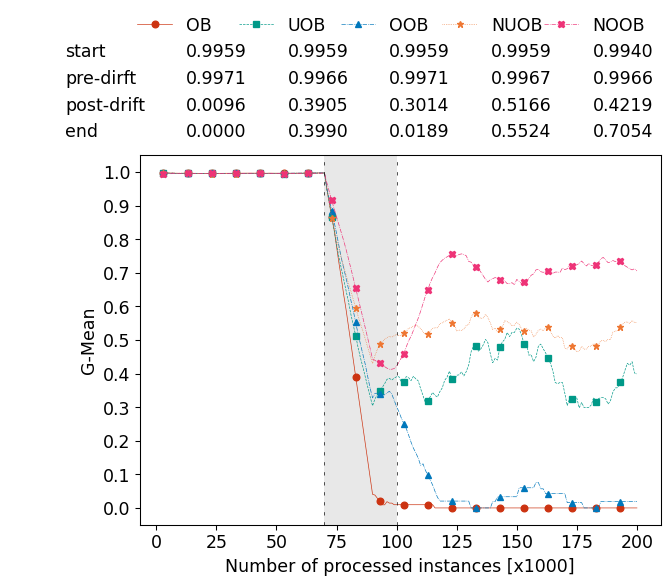 OB UOB OOB NUOB NOOB
start 0.9959 0.9959 0.9959 0.9959 0.9940
pre-dirft 0.9971 0.9966 0.9971 0.9967 0.9966
post-drift 0.0096 0.3905 0.3014 0.5166 0.4219
end 0.0000 0.3990 0.0189 0.5524 0.7054
1.0
0.9
0.8
0.7
0.6
0.5
0.4
0.3
0.2
0.1
0.0
G-Mean
0 25 50 75 100 125 150 175 200
Number of processed instances [x1000]